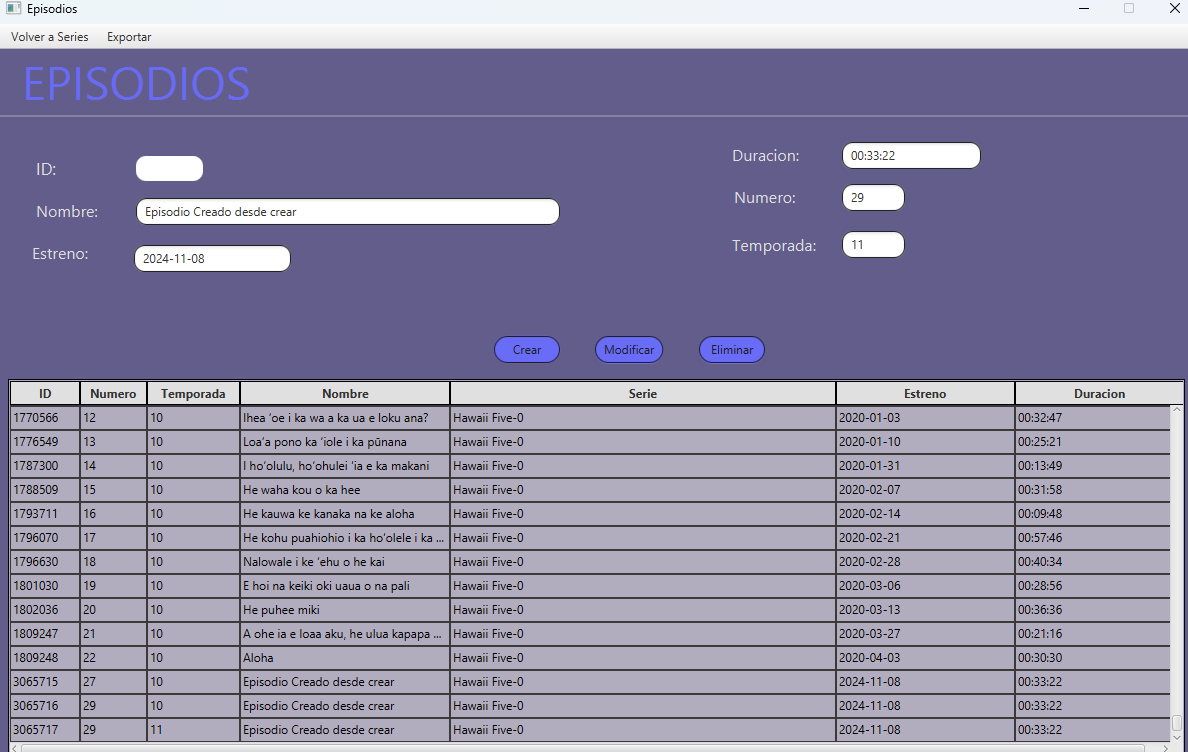 Episodios
Volver a Series Exportar
EPISODIOS
ID:
Nombre: Episodio Creado desde crear
Estreno: 2024-11-08
Duracion: 00:33:22
Numero: 29
Temporada: 11
Crear Modificar Eliminar
ID Numero Temporada Nombre Serie Estreno Duracion
1770566 12 10 Ihea ʻoe i ka wa a ka ua e loku ana? Hawaii Five-0 2020-01-03 00:32:47
1776549 13 10 Loaʻa pono ka ʻiole i ka pūnana Hawaii Five-0 2020-01-10 00:25:21
1787300 14 10 I hoʻolulu, hoʻohulei ʻia e ka makani Hawaii Five-0 2020-01-31 00:13:49
1788509 15 10 He waha kou o ka hee Hawaii Five-0 2020-02-07 00:31:58
1793711 16 10 He kauwa ke kanaka na ke aloha Hawaii Five-0 2020-02-14 00:09:48
1796070 17 10 He kohu puahiohio i ka hoʻolele i ka ... Hawaii Five-0 2020-02-21 00:57:46
1796630 18 10 Nalowale i ke ʻehu o he kai Hawaii Five-0 2020-02-28 00:40:34
1801030 19 10 E hoi na keiki oki uaua o na pali Hawaii Five-0 2020-03-06 00:28:56
1802036 20 10 He puhee miki Hawaii Five-0 2020-03-13 00:36:36
1809247 21 10 A ohe ia e loaa aku, he ulua kapapa ... Hawaii Five-0 2020-03-27 00:21:16
1809248 22 10 Aloha Hawaii Five-0 2020-04-03 00:30:30
3065715 27 10 Episodio Creado desde crear Hawaii Five-0 2024-11-08 00:33:22
3065716 29 10 Episodio Creado desde crear Hawaii Five-0 2024-11-08 00:33:22
3065717 29 11 Episodio Creado desde crear Hawaii Five-0 2024-11-08 00:33:22